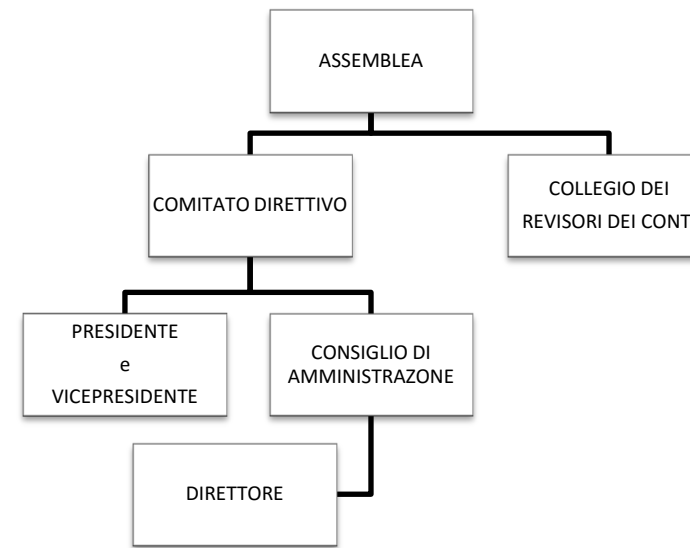 ASSEMBLEA
COMITATO DIRETTIVO
COLLEGIO DEI
REVISORI DEI CONT
PRESIDENTE
e
VICEPRESIDENTE
CONSIGLIO DI
AMMINISTRAZONE
DIRETTORE